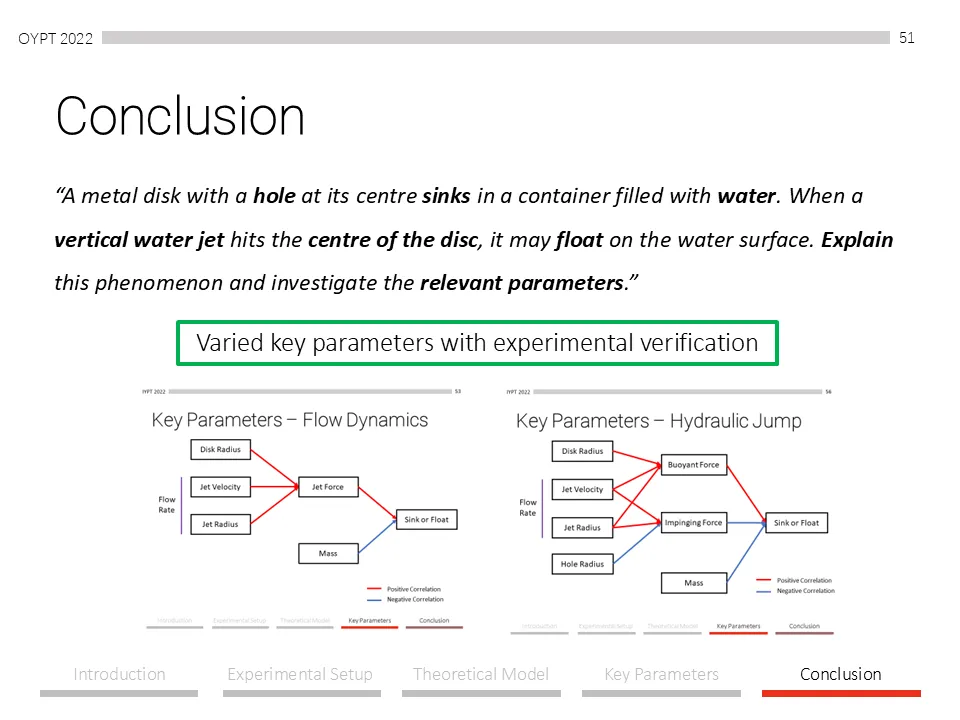 OYPT 2022
51
Conclusion
“A metal disk with a hole at its centre sinks in a container filled with water. When a
vertical water jet hits the centre of the disc, it may float on the water surface. Explain
this phenomenon and investigate the relevant parameters.”
Varied key parameters with experimental verification
IYPT 2022
53
Key Parameters – Flow Dynamics
Disk Radius
Flow
Rate
Jet Velocity
Jet Force
Jet Radius
Sink or Float
Mass
Positive Correlation
Negative Correlation
Introduction
Experimental Setup
Theoretical Model
Key Parameters
Conclusion
IYPT 2022
56
Key Parameters – Hydraulic Jump
Disk Radius
Buoyant Force
Flow
Rate
Jet Velocity
Jet Radius
Impinging Force
Sink or Float
Hole Radius
Mass
Positive Correlation
Negative Correlation
Introduction
Experimental Setup
Theoretical Model
Key Parameters
Conclusion
Introduction
Experimental Setup
Theoretical Model
Key Parameters
Conclusion